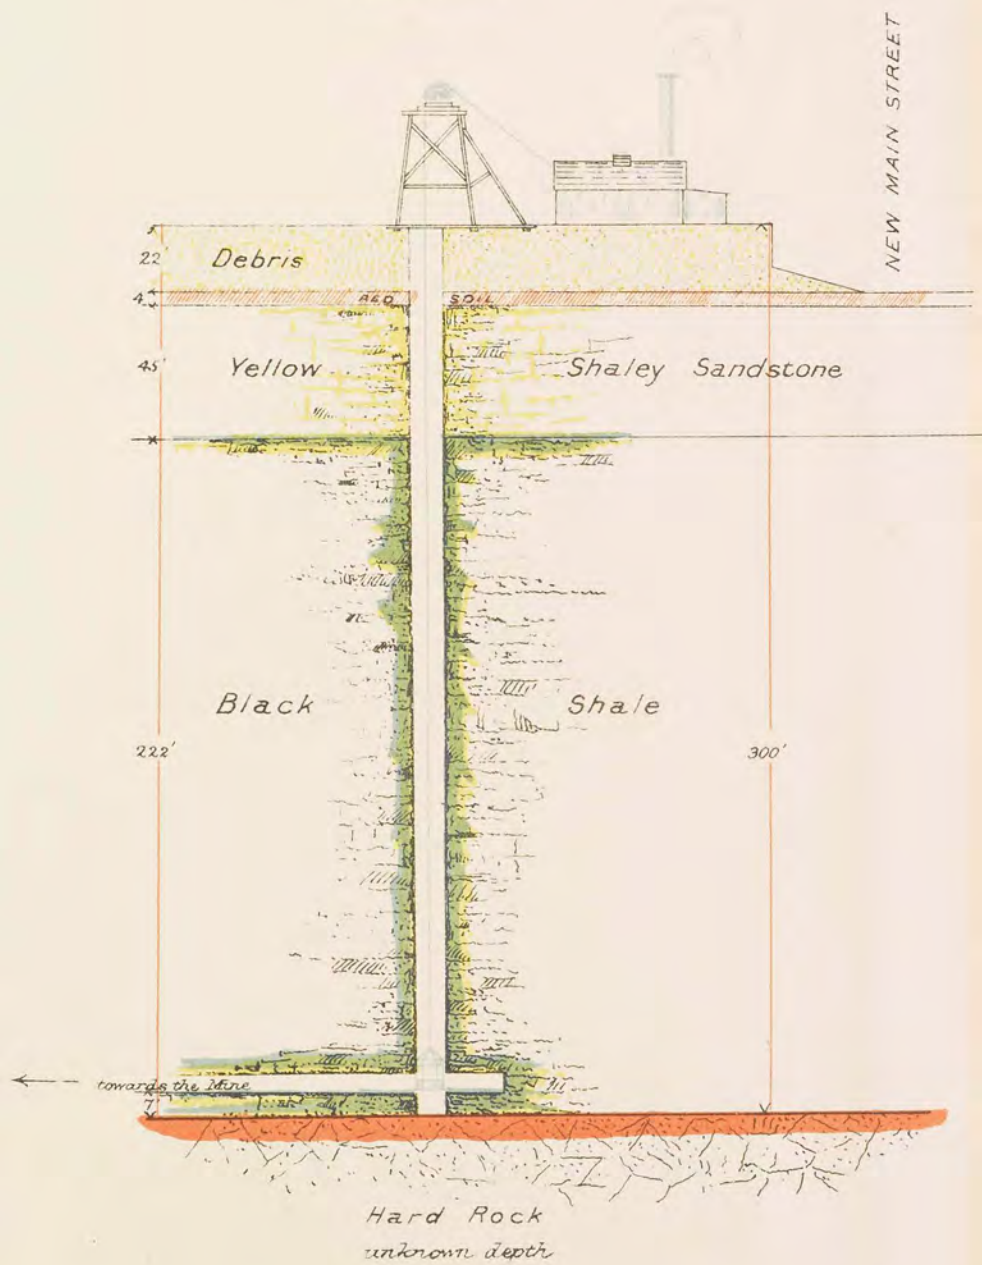 NEW MAIN STREET
22'
Debris
4'
RED SOIL
45'
Yellow Shaley Sandstone
Black Shale
222'
300'
towards the Mine
7'
Hard Rock
unknown depth